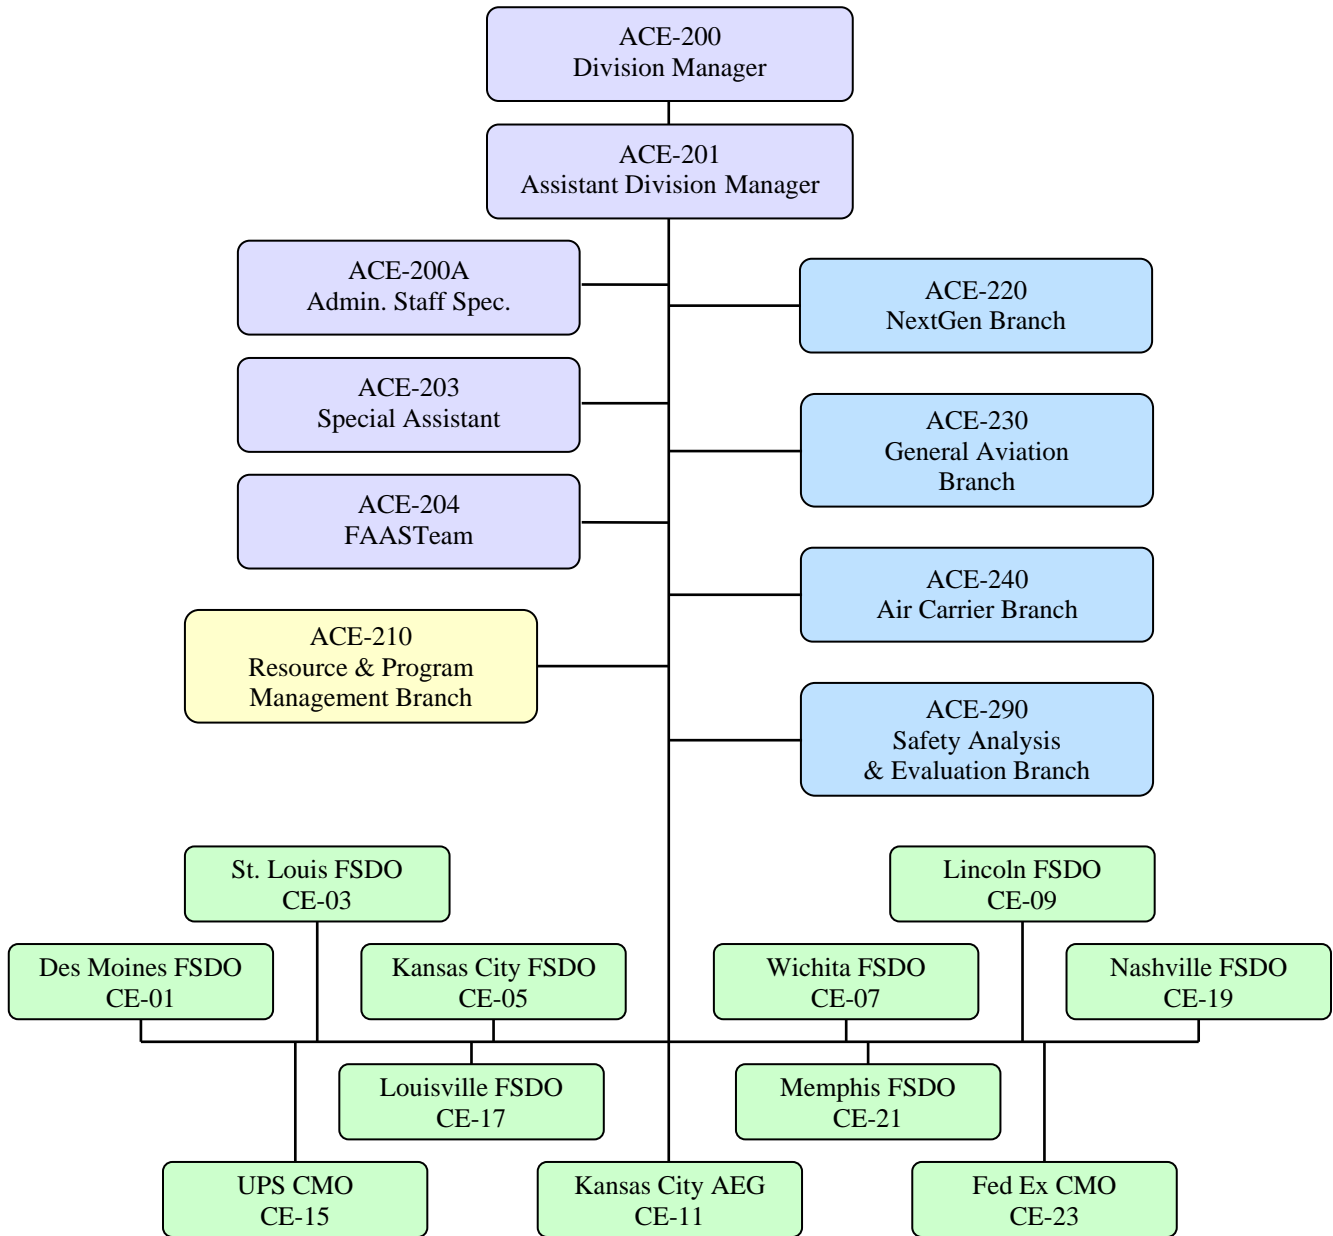 ACE-200
Division Manager
ACE-201
Assistant Division Manager
ACE-200A
Admin. Staff Spec.
ACE-220
NextGen Branch
ACE-203
Special Assistant
ACE-230
General Aviation
Branch
ACE-204
FAASTeam
ACE-240
Air Carrier Branch
ACE-210
Resource & Program
Management Branch
ACE-290
Safety Analysis
& Evaluation Branch
St. Louis FSDO
CE-03
Lincoln FSDO
CE-09
Des Moines FSDO
CE-01
Kansas City FSDO
CE-05
Wichita FSDO
CE-07
Nashville FSDO
CE-19
Louisville FSDO
CE-17
Memphis FSDO
CE-21
UPS CMO
CE-15
Kansas City AEG
CE-11
Fed Ex CMO
CE-23